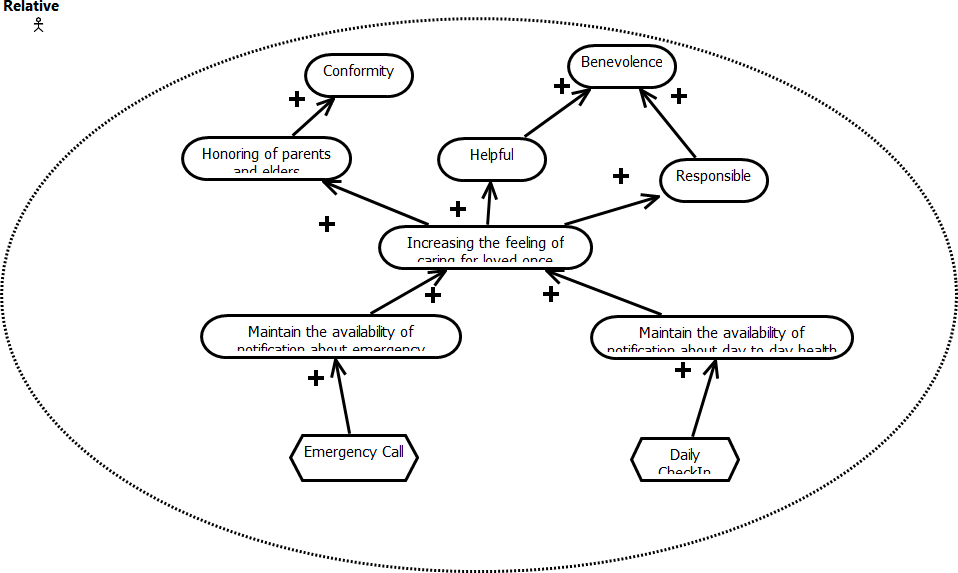 Relative
Conformity
Benevolence
Honoring of parents
and elders
Helpful
Responsible
Increasing the feeling of
caring for loved once
Maintain the availability of
notification about emergency
Maintain the availability of
notification about day to day health
Emergency Call
Daily
CheckIn